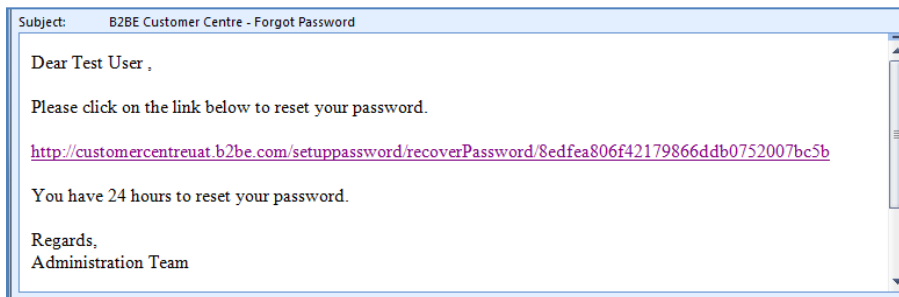 Subject: B2BE Customer Centre - Forgot Password
Dear Test User ,
Please click on the link below to reset your password.
http://customercentreuat.b2be.com/setuppassword/recoverPassword/8edfea806f42179866ddb0752007bc5b
You have 24 hours to reset your password.
Regards,
Administration Team